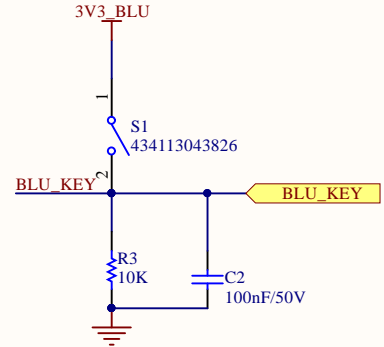 3V3_BLU
1
S1
434113043826
2
BLU_KEY
BLU_KEY
R3
10K
C2
100nF/50V